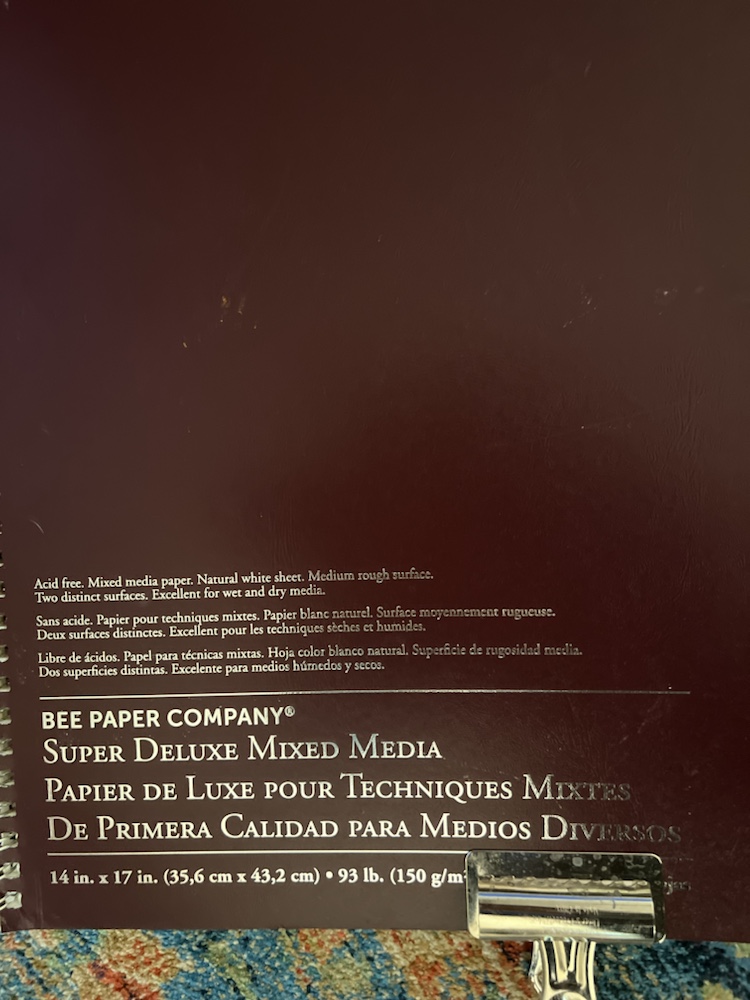 Acid free. Mixed media paper. Natural white sheet. Medium rough surface.
Two distinct surfaces. Excellent for wet and dry media.
Sans acide. Papier pour techniques mixtes. Papier blanc naturel. Surface moyennement rugueuse.
Deux surfaces distinctes. Excellent pour les techniques sèches et humides.
Libre de ácidos. Papel para técnicas mixtas. Hoja color blanco natural. Superficie de rugosidad media.
Dos superficies distintas. Excelente para medios húmedos y secos.
BEE PAPER COMPANY®
SUPER DELUXE MIXED MEDIA
PAPIER DE LUXE POUR TECHNIQUES MIXTES
DE PRIMERA CALIDAD PARA MEDIOS DIVERSOS
14 in. x 17 in. (35,6 cm x 43,2 cm) • 93 lb. (150 g/m²